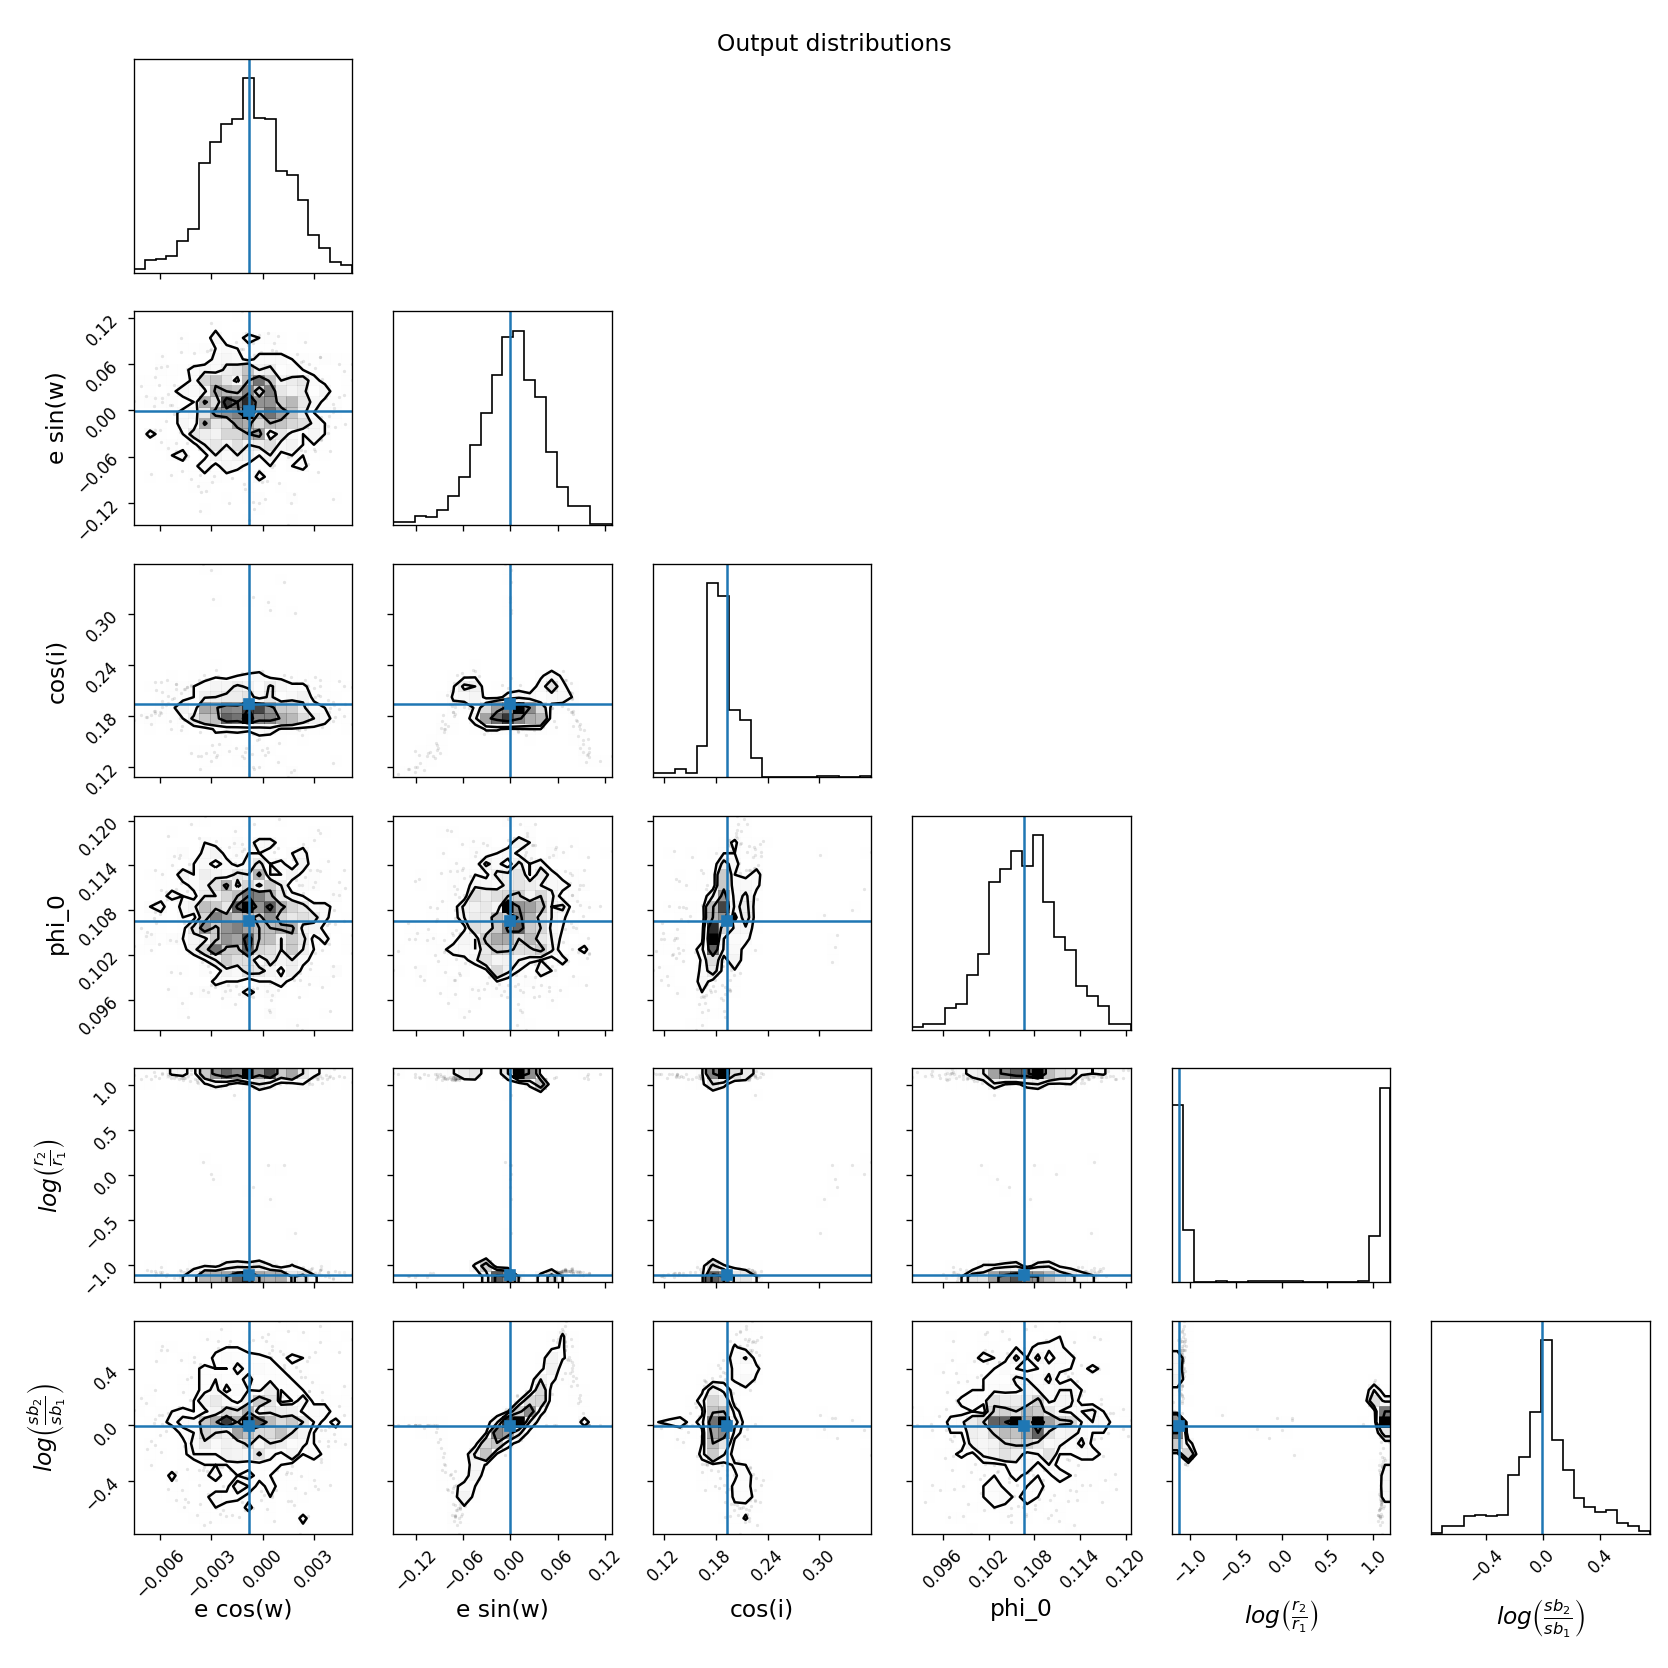 Output distributions
e sin(w)
0.12
0.06
0.00
−0.06
−0.12
cos(i)
0.30
0.24
0.18
0.12
phi_0
0.120
0.114
0.108
0.102
0.096
log(r2/r1)
1.0
0.5
0.0
−0.5
−1.0
log(sb2/sb1)
0.4
0.0
−0.4
−0.006 −0.003 0.000 0.003
−0.12 −0.06 0.00 0.06 0.12
0.12 0.18 0.24 0.30
0.096 0.102 0.108 0.114 0.120
−1.0 −0.5 0.0 0.5 1.0
−0.4 0.0 0.4
e cos(w) e sin(w) cos(i) phi_0 log(r2/r1) log(sb2/sb1)